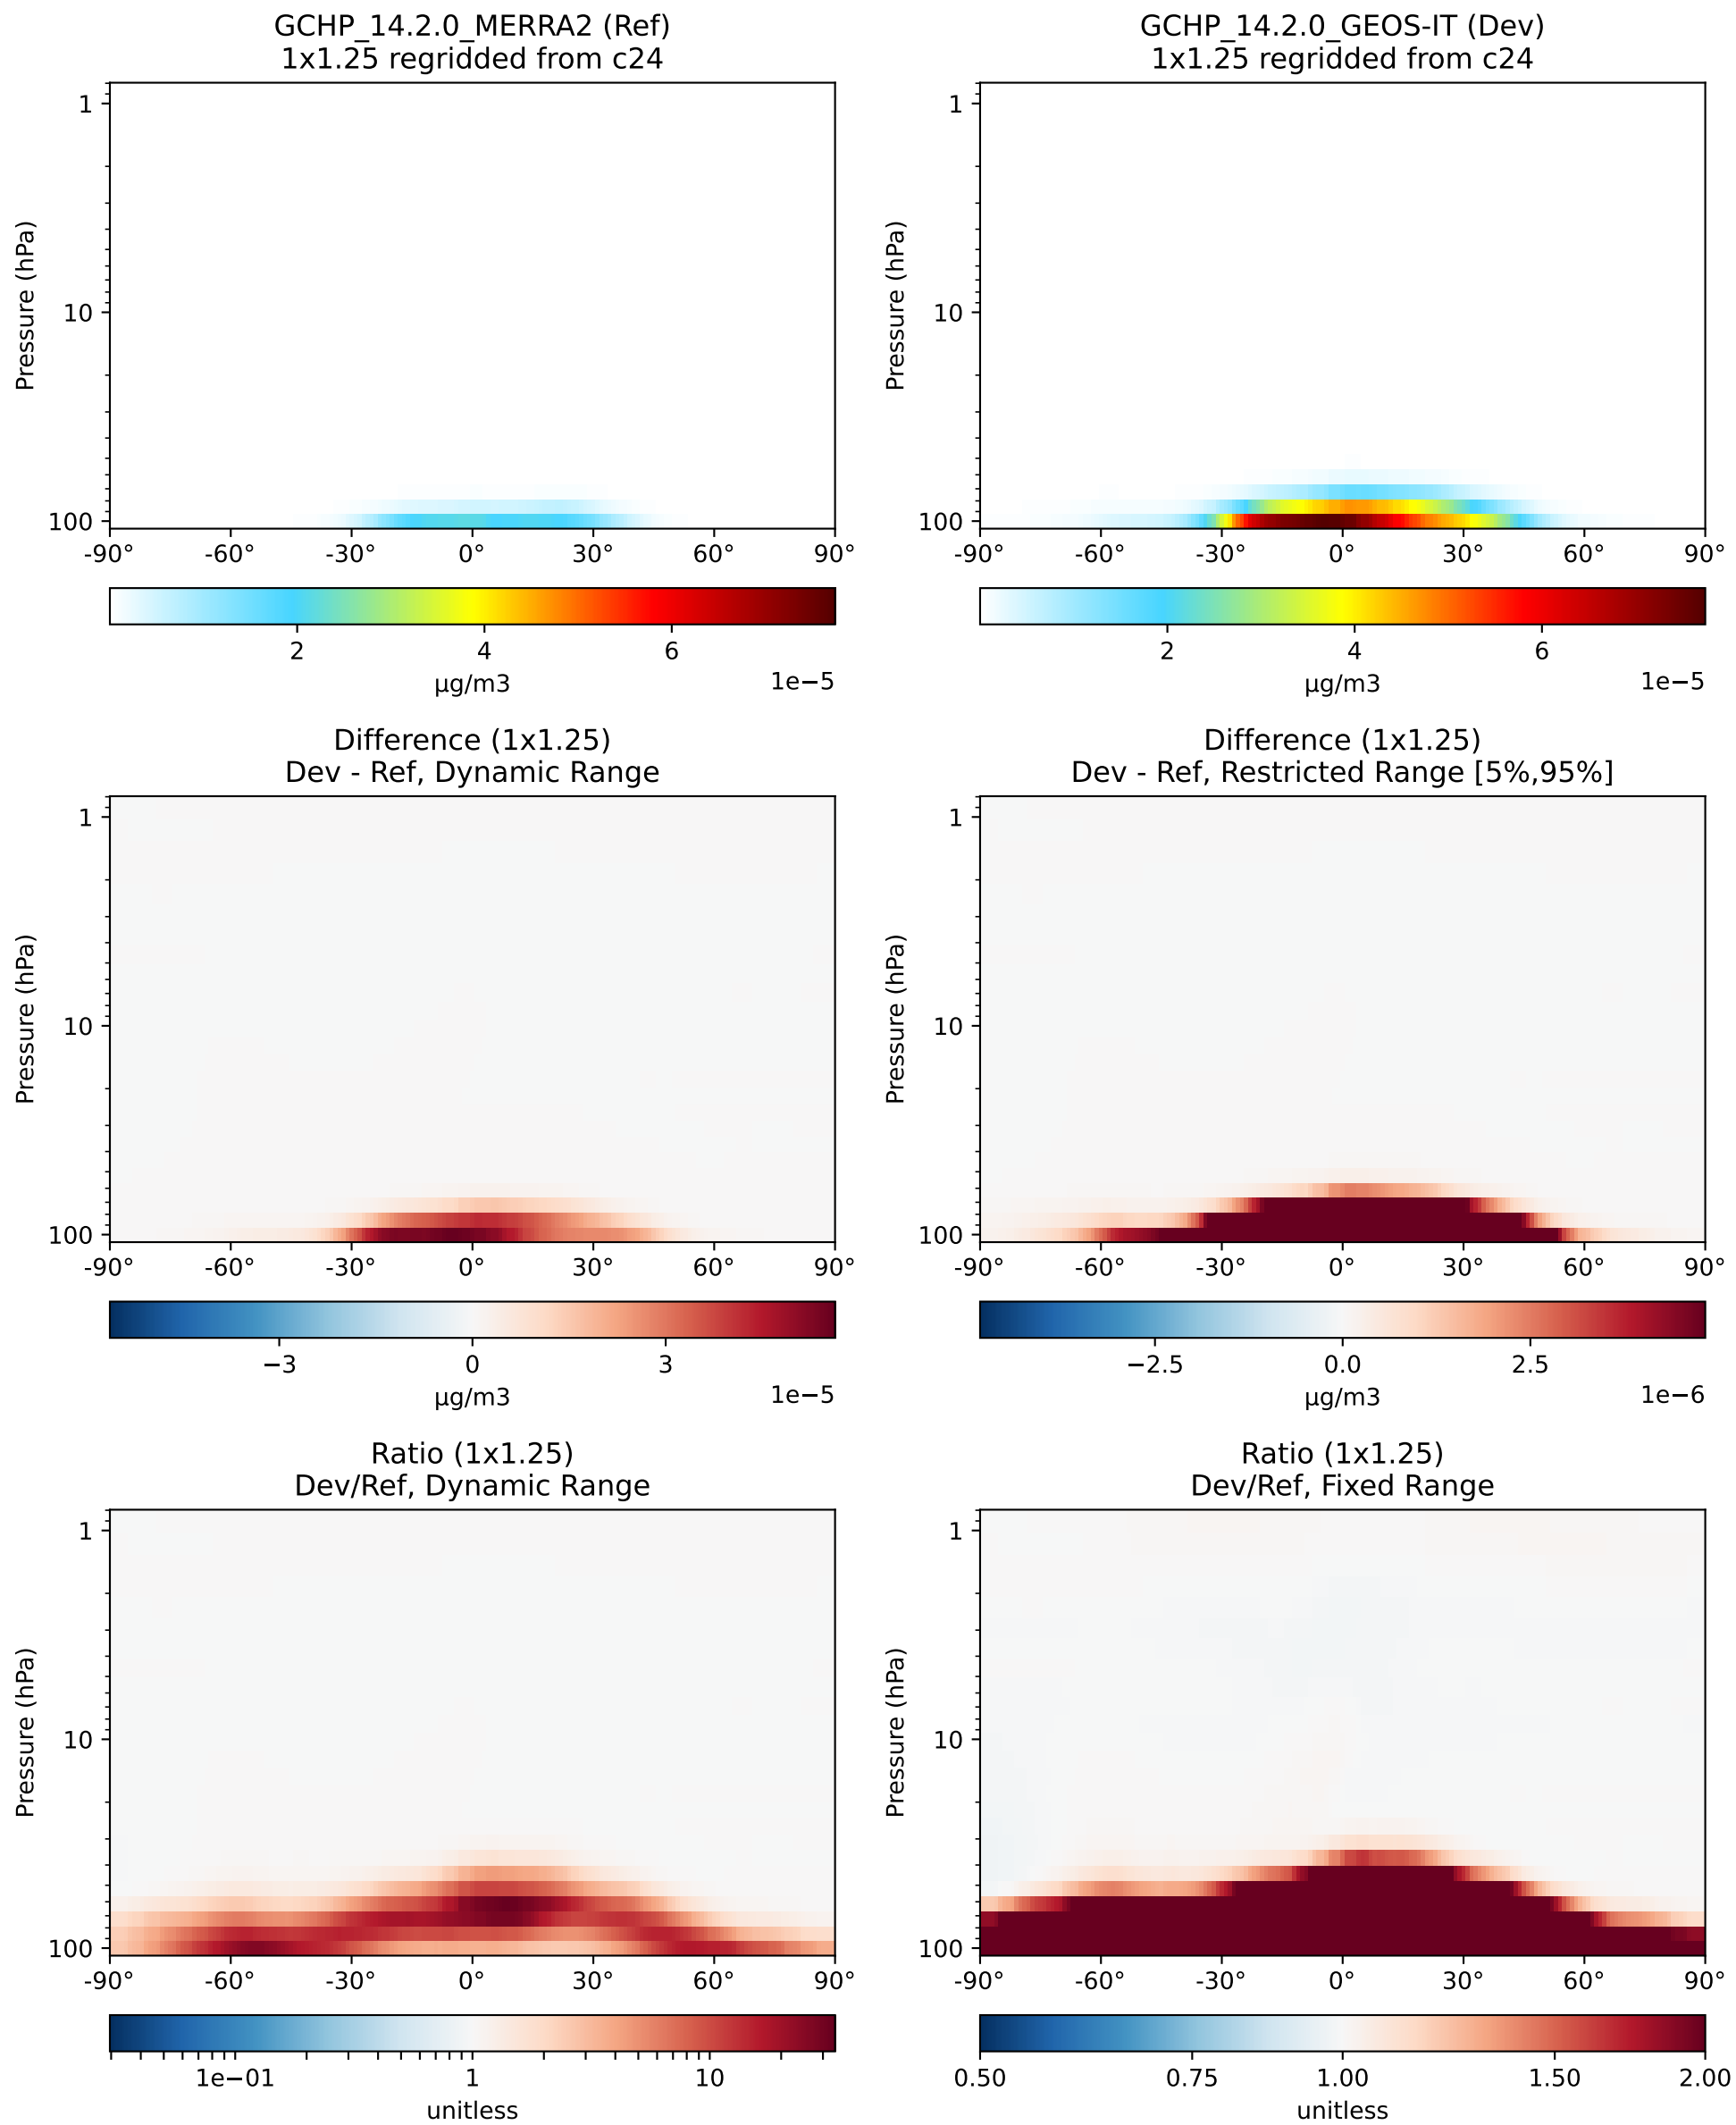 GCHP_14.2.0_MERRA2 (Ref)
1x1.25 regridded from c24
Pressure (hPa)
1
10
100
-90° -60° -30° 0° 30° 60° 90°
2 4 6
1e−5
µg/m3
GCHP_14.2.0_GEOS-IT (Dev)
1x1.25 regridded from c24
Pressure (hPa)
1
10
100
-90° -60° -30° 0° 30° 60° 90°
2 4 6
1e−5
µg/m3
Difference (1x1.25)
Dev - Ref, Dynamic Range
Pressure (hPa)
1
10
100
-90° -60° -30° 0° 30° 60° 90°
−3 0 3
1e−5
µg/m3
Difference (1x1.25)
Dev - Ref, Restricted Range [5%,95%]
Pressure (hPa)
1
10
100
-90° -60° -30° 0° 30° 60° 90°
−2.5 0.0 2.5
1e−6
µg/m3
Ratio (1x1.25)
Dev/Ref, Dynamic Range
Pressure (hPa)
1
10
100
-90° -60° -30° 0° 30° 60° 90°
1e−01 1 10
unitless
Ratio (1x1.25)
Dev/Ref, Fixed Range
Pressure (hPa)
1
10
100
-90° -60° -30° 0° 30° 60° 90°
0.50 0.75 1.00 1.50 2.00
unitless